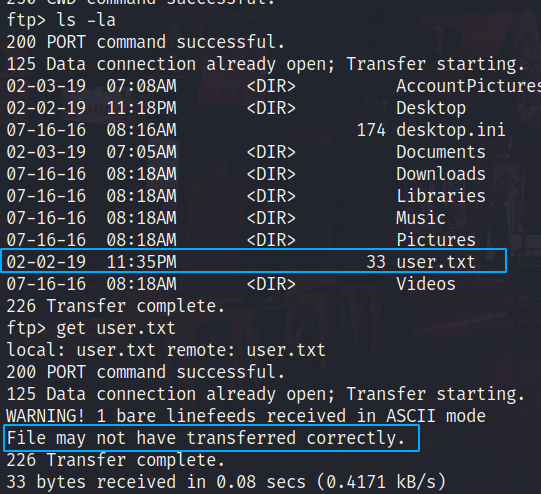 250 CWD command successful.
ftp> ls -la
200 PORT command successful.
125 Data connection already open; Transfer starting.
02-03-19 07:08AM <DIR> AccountPictures
02-02-19 11:18PM <DIR> Desktop
07-16-16 08:16AM 174 desktop.ini
02-03-19 07:05AM <DIR> Documents
07-16-16 08:18AM <DIR> Downloads
07-16-16 08:18AM <DIR> Libraries
07-16-16 08:18AM <DIR> Music
07-16-16 08:18AM <DIR> Pictures
02-02-19 11:35PM 33 user.txt
07-16-16 08:18AM <DIR> Videos
226 Transfer complete.
ftp> get user.txt
local: user.txt remote: user.txt
200 PORT command successful.
125 Data connection already open; Transfer starting.
WARNING! 1 bare linefeeds received in ASCII mode
File may not have transferred correctly.
226 Transfer complete.
33 bytes received in 0.08 secs (0.4171 kB/s)